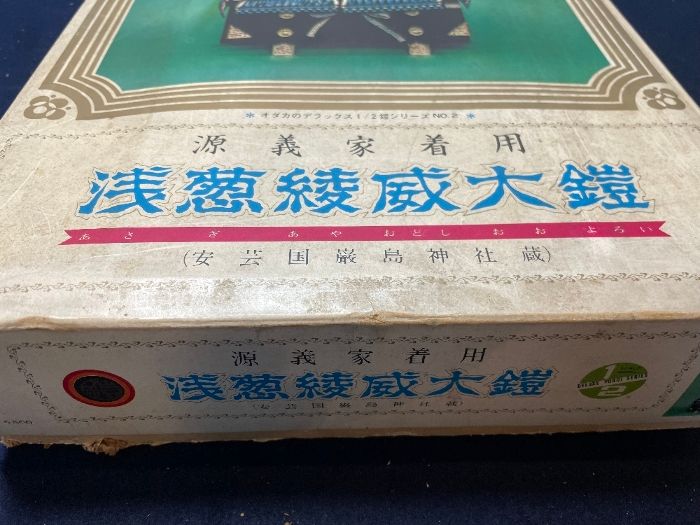 ＊オタカのデラックス1/2鎧シリーズNO.2＊
源義家着用
浅葱綾威大鎧
あさぎあやおどしおおよろい
(安芸国厳島神社蔵)
源義家着用
浅葱綾威大鎧
(安芸国厳島神社蔵)
1/2